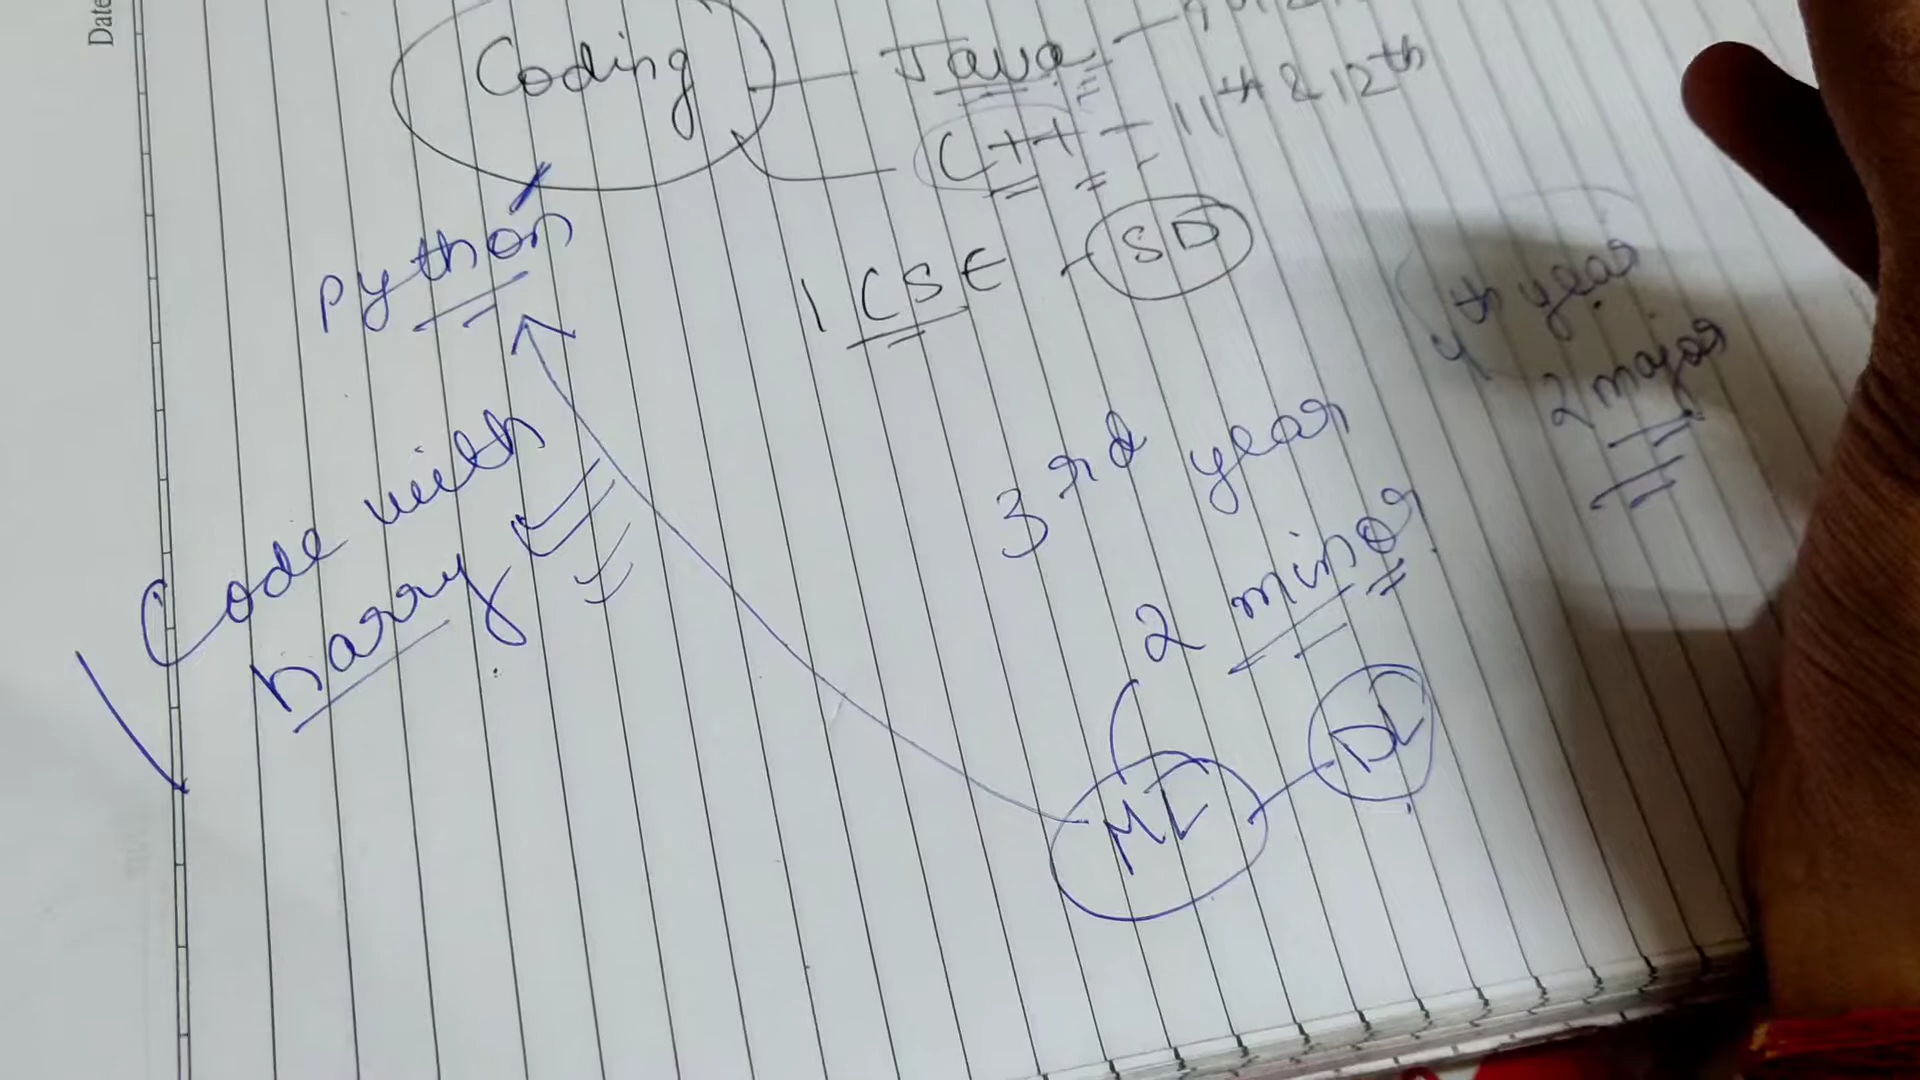 Date
Coding
Java
C++ - 11th & 12th
Python
ICSE - SD
4th year
2 major
Code with
harry
3rd year
2 minor
DL
ML